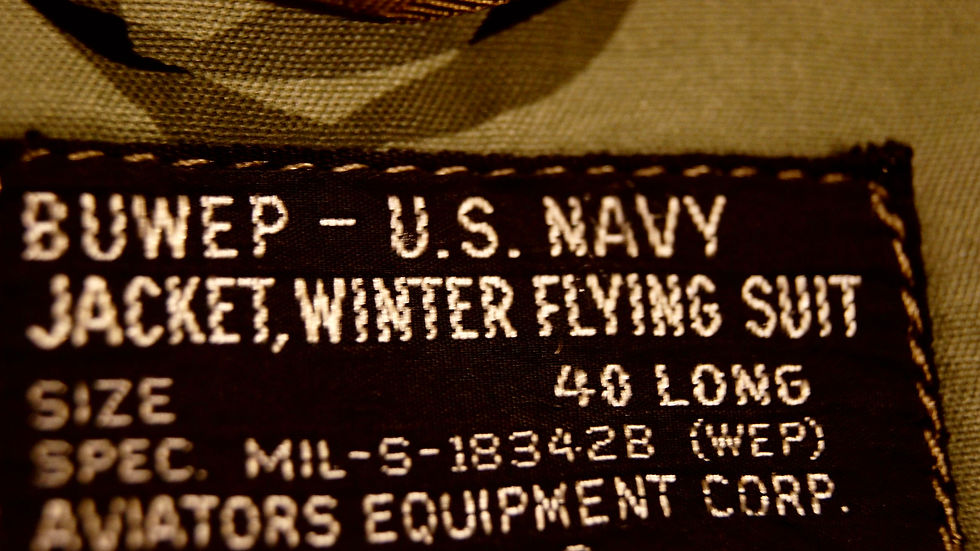 BUWEP - U.S. NAVY
JACKET, WINTER FLYING SUIT
SIZE 40 LONG
SPEC. MIL-S-18342B (WEP)
AVIATORS EQUIPMENT CORP.